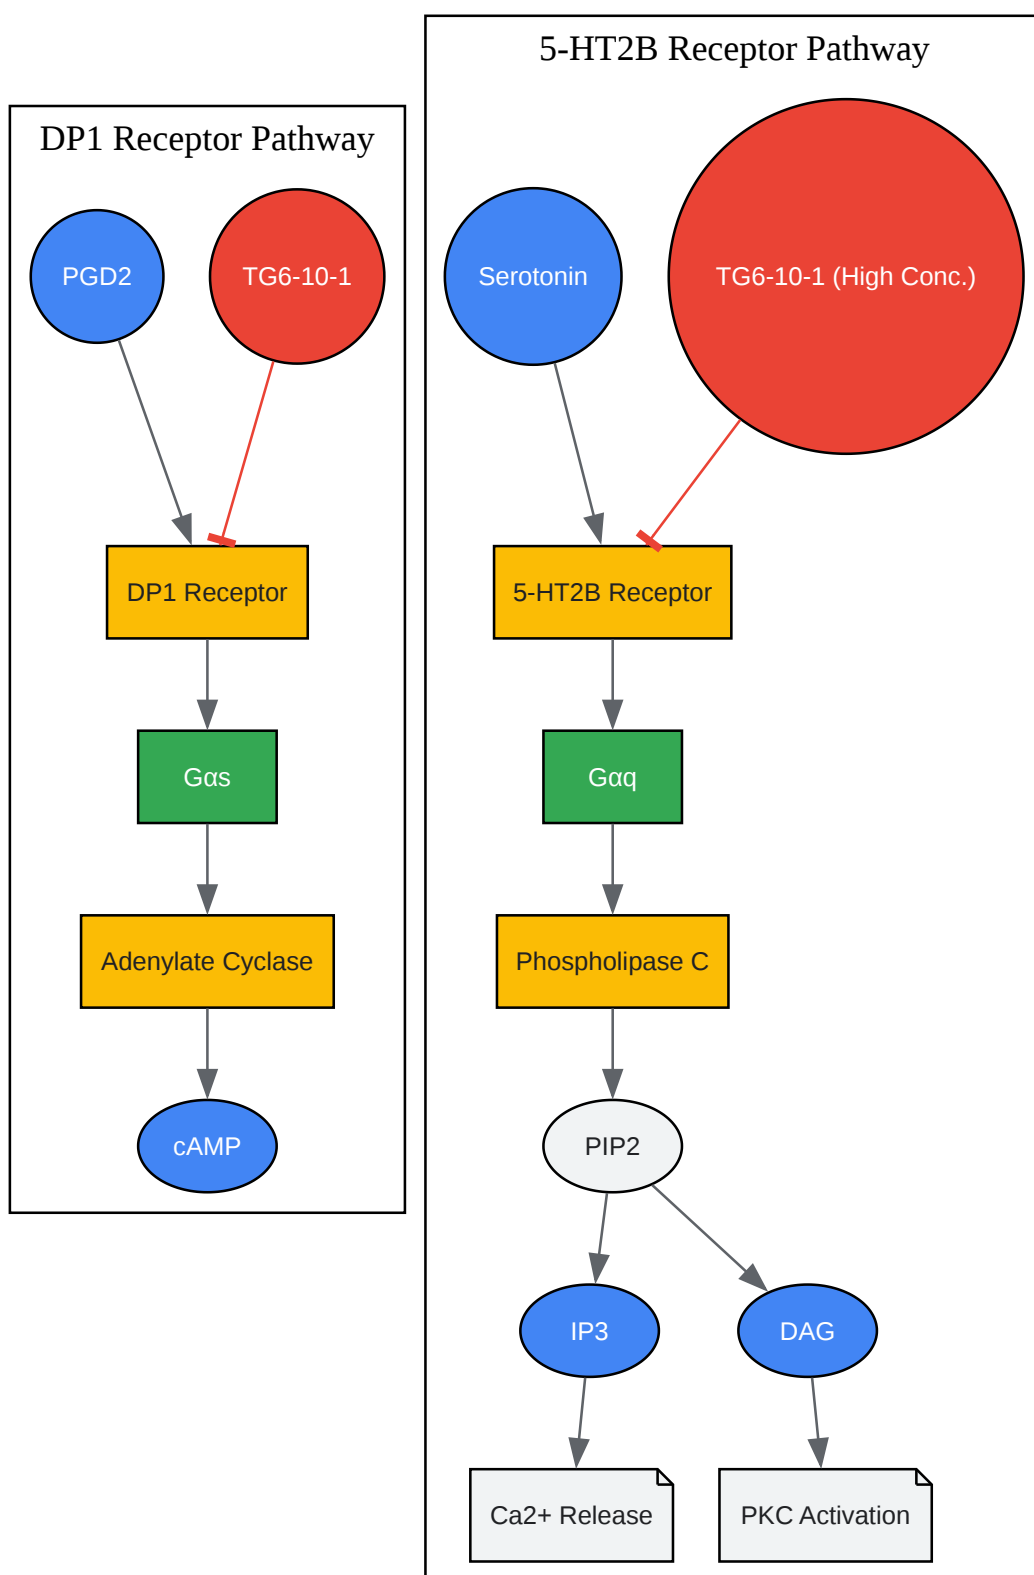 DP1 Receptor Pathway
PGD2
TG6-10-1
DP1 Receptor
Gαs
Adenylate Cyclase
cAMP
5-HT2B Receptor Pathway
Serotonin
TG6-10-1 (High Conc.)
5-HT2B Receptor
Gαq
Phospholipase C
PIP2
IP3
DAG
Ca2+ Release
PKC Activation